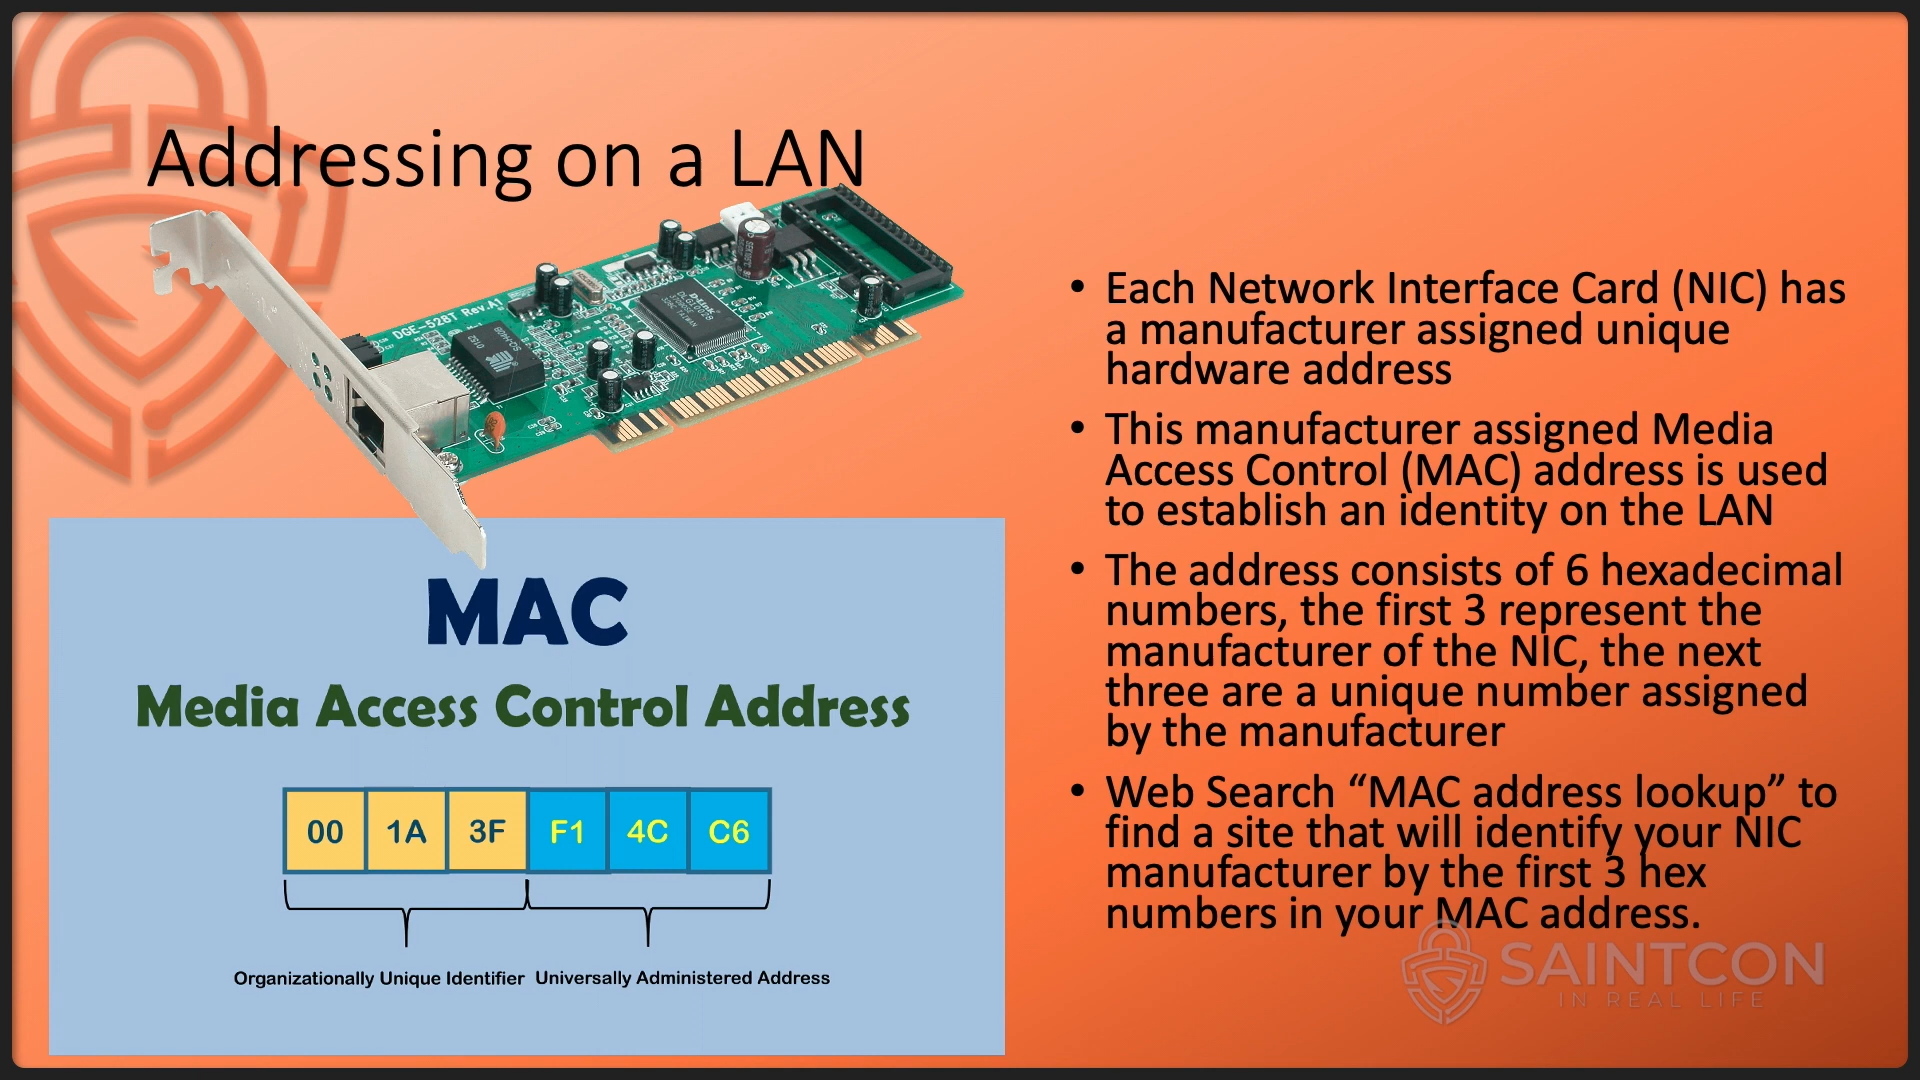 Addressing on a LAN
DGE-528T Rev.A1
D-Link
DLG10028
TAIWAN
• Each Network Interface Card (NIC) has
a manufacturer assigned unique
hardware address
• This manufacturer assigned Media
Access Control (MAC) address is used
to establish an identity on the LAN
• The address consists of 6 hexadecimal
numbers, the first 3 represent the
manufacturer of the NIC, the next
three are a unique number assigned
by the manufacturer
• Web Search “MAC address lookup” to
find a site that will identify your NIC
manufacturer by the first 3 hex
numbers in your MAC address.
MAC
Media Access Control Address
00 1A 3F F1 4C C6
Organizationally Unique Identifier Universally Administered Address
SAINTCON
IN REAL LIFE